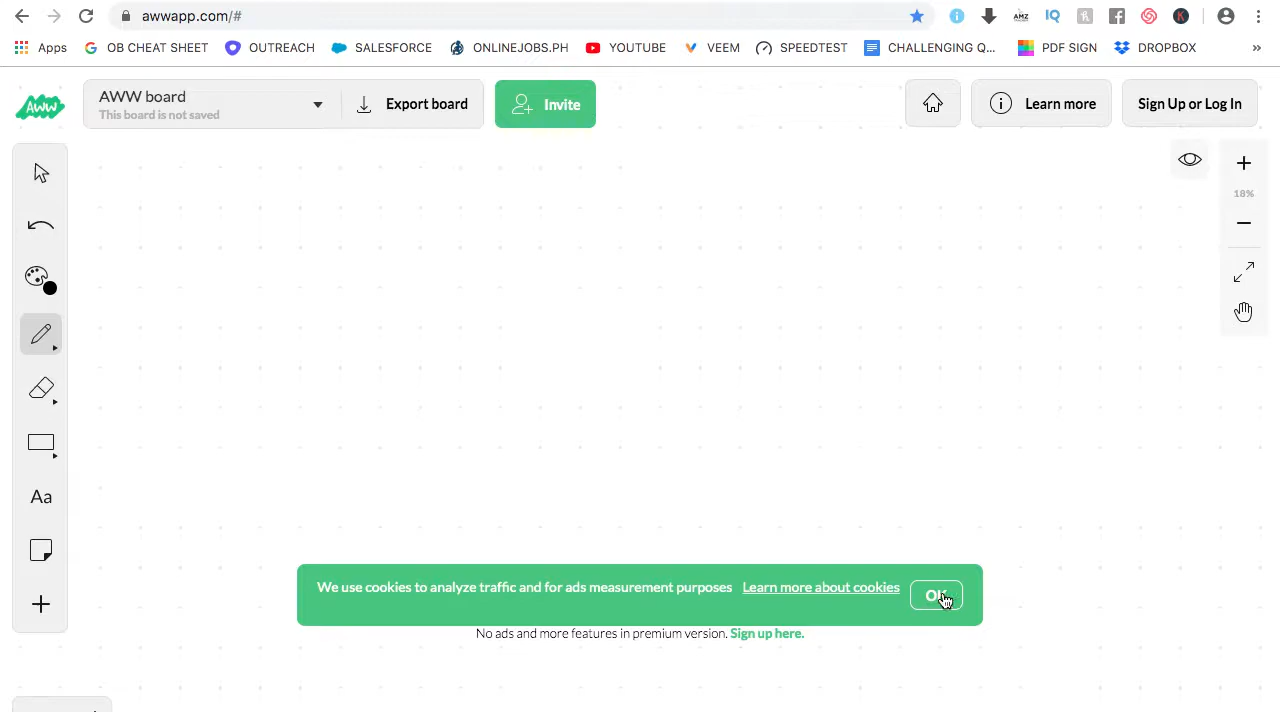 awwapp.com/#
AMZ IQ
Apps G OB CHEAT SHEET OUTREACH SALESFORCE ONLINEJOBS.PH YOUTUBE VEEM SPEEDTEST CHALLENGING Q... PDF SIGN DROPBOX »
AWW AWW board Export board Invite Learn more Sign Up or Log In
This board is not saved
18%
Aa
We use cookies to analyze traffic and for ads measurement purposes Learn more about cookies OK
No ads and more features in premium version. Sign up here.